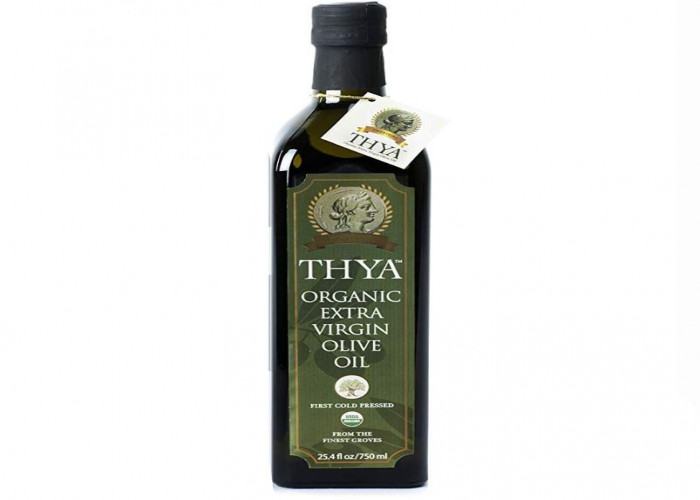 THYA
THYA™
ORGANIC
EXTRA
VIRGIN
OLIVE
OIL
FIRST COLD PRESSED
USDA
ORGANIC
FROM THE
FINEST GROVES
25.4 fl oz/750 ml